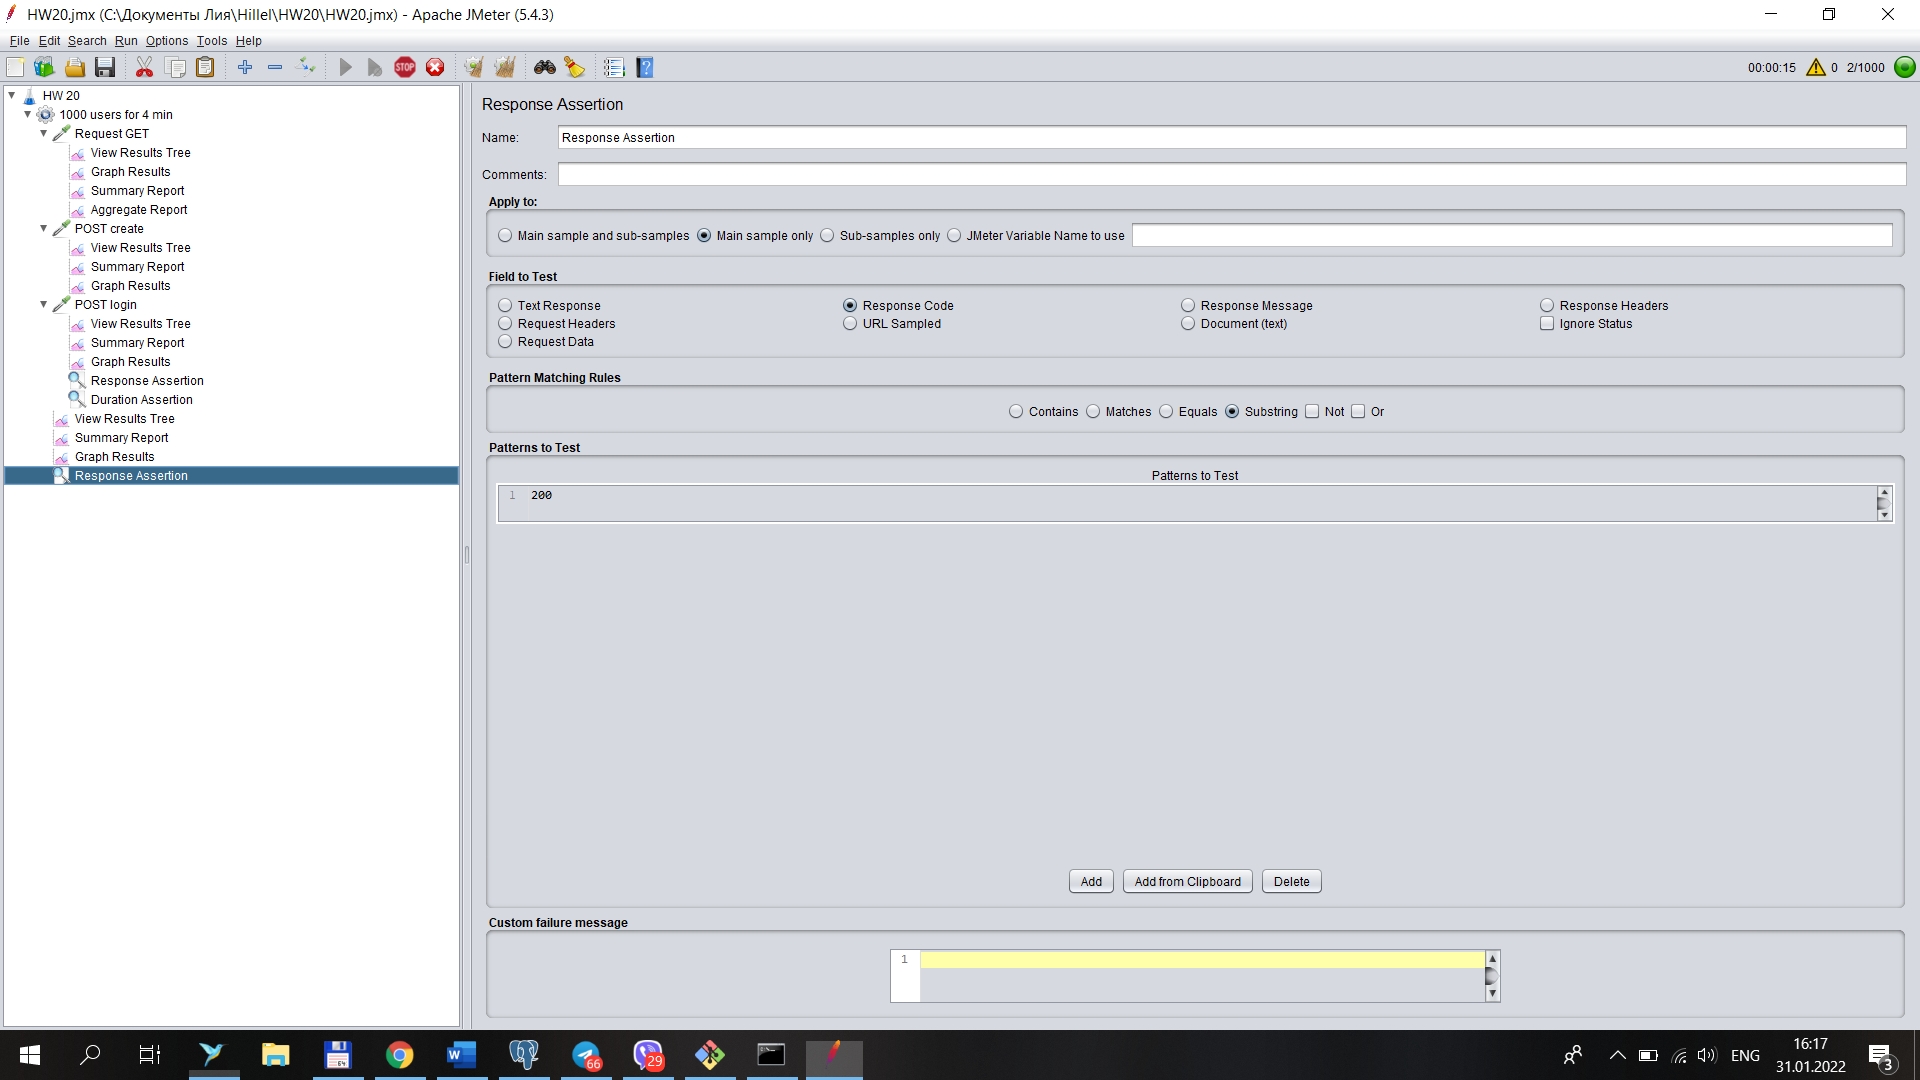 HW20.jmx (C:\Документы Лия\Hillel\HW20\HW20.jmx) - Apache JMeter (5.4.3)
File Edit Search Run Options Tools Help
STOP
00:00:15 0 2/1000
HW 20
1000 users for 4 min
Request GET
View Results Tree
Graph Results
Summary Report
Aggregate Report
POST create
View Results Tree
Summary Report
Graph Results
POST login
View Results Tree
Summary Report
Graph Results
Response Assertion
Duration Assertion
View Results Tree
Summary Report
Graph Results
Response Assertion
Response Assertion
Name: Response Assertion
Comments:
Apply to:
Main sample and sub-samples Main sample only Sub-samples only JMeter Variable Name to use
Field to Test
Text Response Response Code Response Message Response Headers
Request Headers URL Sampled Document (text) Ignore Status
Request Data
Pattern Matching Rules
Contains Matches Equals Substring Not Or
Patterns to Test
Patterns to Test
1 200
Add Add from Clipboard Delete
Custom failure message
1
64
W
66
29
ENG
16:17
31.01.2022
3